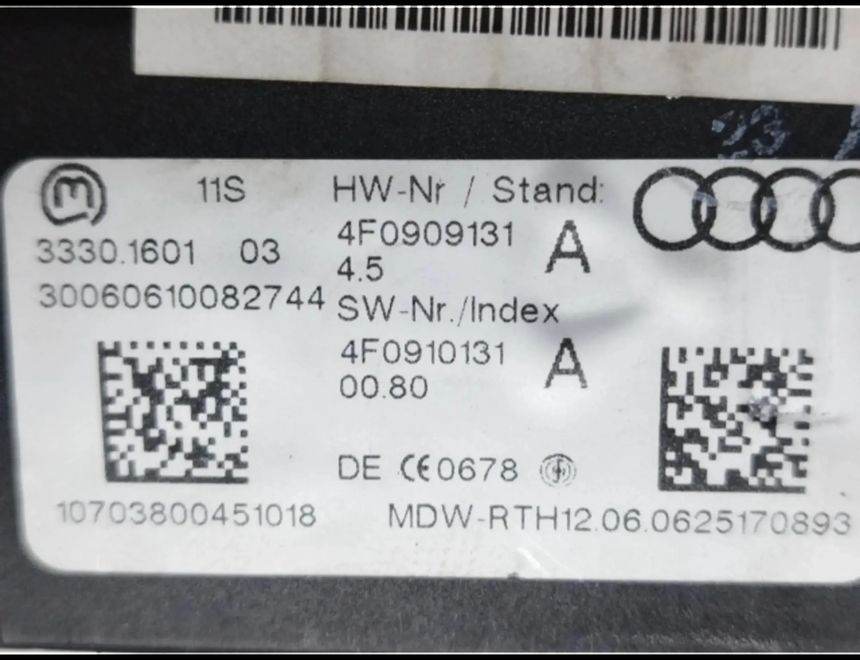 23
11S
HW-Nr / Stand:
3330.1601 03
4F0909131 A
4.5
30060610082744
SW-Nr./Index
4F0910131 A
00.80
DE CE0678
10703800451018
MDW-RTH12.06.0625170893